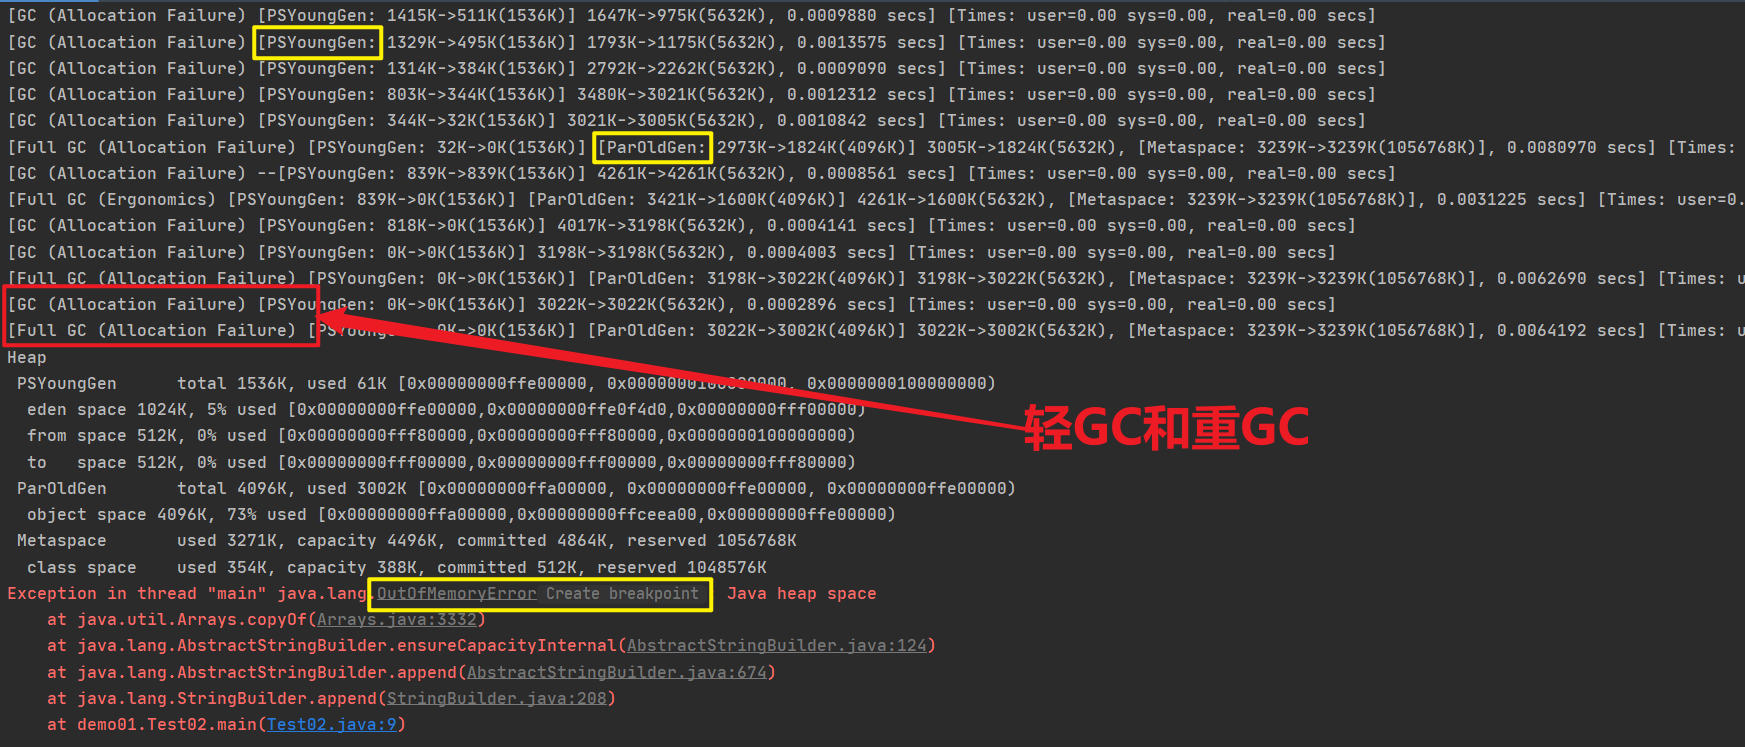 [GC (Allocation Failure) [PSYoungGen: 1415K->511K(1536K)] 1647K->975K(5632K), 0.0009880 secs] [Times: user=0.00 sys=0.00, real=0.00 secs]
[GC (Allocation Failure) [PSYoungGen: 1329K->495K(1536K)] 1793K->1175K(5632K), 0.0013575 secs] [Times: user=0.00 sys=0.00, real=0.00 secs]
[GC (Allocation Failure) [PSYoungGen: 1314K->384K(1536K)] 2792K->2262K(5632K), 0.0009090 secs] [Times: user=0.00 sys=0.00, real=0.00 secs]
[GC (Allocation Failure) [PSYoungGen: 803K->344K(1536K)] 3480K->3021K(5632K), 0.0012312 secs] [Times: user=0.00 sys=0.00, real=0.00 secs]
[GC (Allocation Failure) [PSYoungGen: 344K->32K(1536K)] 3021K->3005K(5632K), 0.0010842 secs] [Times: user=0.00 sys=0.00, real=0.00 secs]
[Full GC (Allocation Failure) [PSYoungGen: 32K->0K(1536K)] [ParOldGen: 2973K->1824K(4096K)] 3005K->1824K(5632K), [Metaspace: 3239K->3239K(1056768K)], 0.0080970 secs] [Times:
[GC (Allocation Failure) --[PSYoungGen: 839K->839K(1536K)] 4261K->4261K(5632K), 0.0008561 secs] [Times: user=0.00 sys=0.00, real=0.00 secs]
[Full GC (Ergonomics) [PSYoungGen: 839K->0K(1536K)] [ParOldGen: 3421K->1600K(4096K)] 4261K->1600K(5632K), [Metaspace: 3239K->3239K(1056768K)], 0.0031225 secs] [Times: user=0.
[GC (Allocation Failure) [PSYoungGen: 818K->0K(1536K)] 4017K->3198K(5632K), 0.0004141 secs] [Times: user=0.00 sys=0.00, real=0.00 secs]
[GC (Allocation Failure) [PSYoungGen: 0K->0K(1536K)] 3198K->3198K(5632K), 0.0004003 secs] [Times: user=0.00 sys=0.00, real=0.00 secs]
[Full GC (Allocation Failure) [PSYoungGen: 0K->0K(1536K)] [ParOldGen: 3198K->3022K(4096K)] 3198K->3022K(5632K), [Metaspace: 3239K->3239K(1056768K)], 0.0062690 secs] [Times: u
[GC (Allocation Failure) [PSYoungGen: 0K->0K(1536K)] 3022K->3022K(5632K), 0.0002896 secs] [Times: user=0.00 sys=0.00, real=0.00 secs]
[Full GC (Allocation Failure) [PSYoungGen: 0K->0K(1536K)] [ParOldGen: 3022K->3002K(4096K)] 3022K->3002K(5632K), [Metaspace: 3239K->3239K(1056768K)], 0.0064192 secs] [Times: u
Heap
PSYoungGen total 1536K, used 61K [0x00000000ffe00000, 0x0000000100000000, 0x0000000100000000)
eden space 1024K, 5% used [0x00000000ffe00000,0x00000000ffe0f4d0,0x00000000fff00000)
轻GC和重GC
from space 512K, 0% used [0x00000000fff80000,0x00000000fff80000,0x0000000100000000)
to space 512K, 0% used [0x00000000fff00000,0x00000000fff00000,0x00000000fff80000)
ParOldGen total 4096K, used 3002K [0x00000000ffa00000, 0x00000000ffe00000, 0x00000000ffe00000)
object space 4096K, 73% used [0x00000000ffa00000,0x00000000ffceea00,0x00000000ffe00000)
Metaspace used 3271K, capacity 4496K, committed 4864K, reserved 1056768K
class space used 354K, capacity 388K, committed 512K, reserved 1048576K
Exception in thread "main" java.lang.OutOfMemoryError Create breakpoint : Java heap space
at java.util.Arrays.copyOf(Arrays.java:3332)
at java.lang.AbstractStringBuilder.ensureCapacityInternal(AbstractStringBuilder.java:124)
at java.lang.AbstractStringBuilder.append(AbstractStringBuilder.java:674)
at java.lang.StringBuilder.append(StringBuilder.java:208)
at demo01.Test02.main(Test02.java:9)